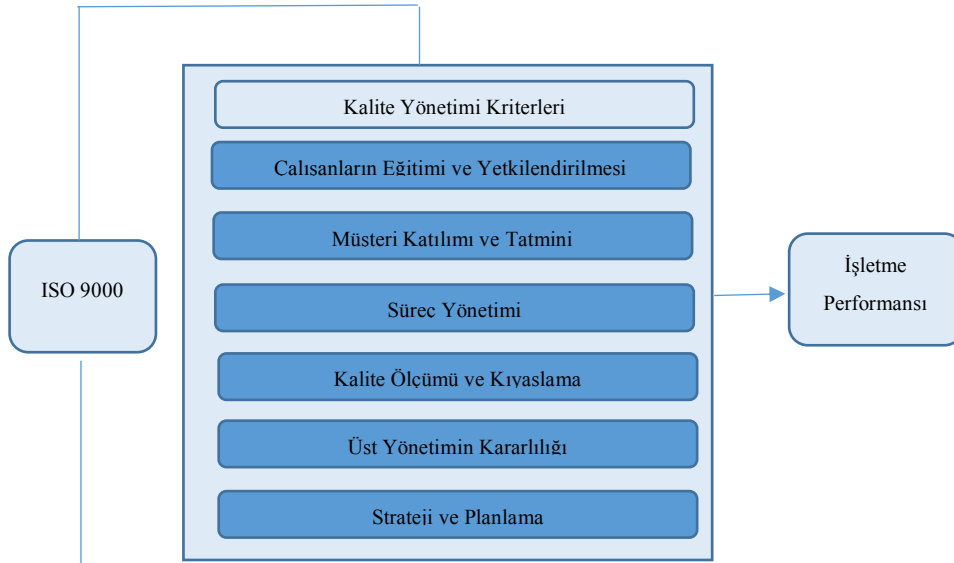 Kalite Yönetimi Kriterleri
Calısanların Eğitimi ve Yetkilendirilmesi
Müsteri Katılımı ve Tatmini
ISO 9000
Sürec Yönetimi
İşletme
Performansı
Kalite Ölçümü ve Kıyaslama
Üst Yönetimin Kararlılığı
Strateji ve Planlama